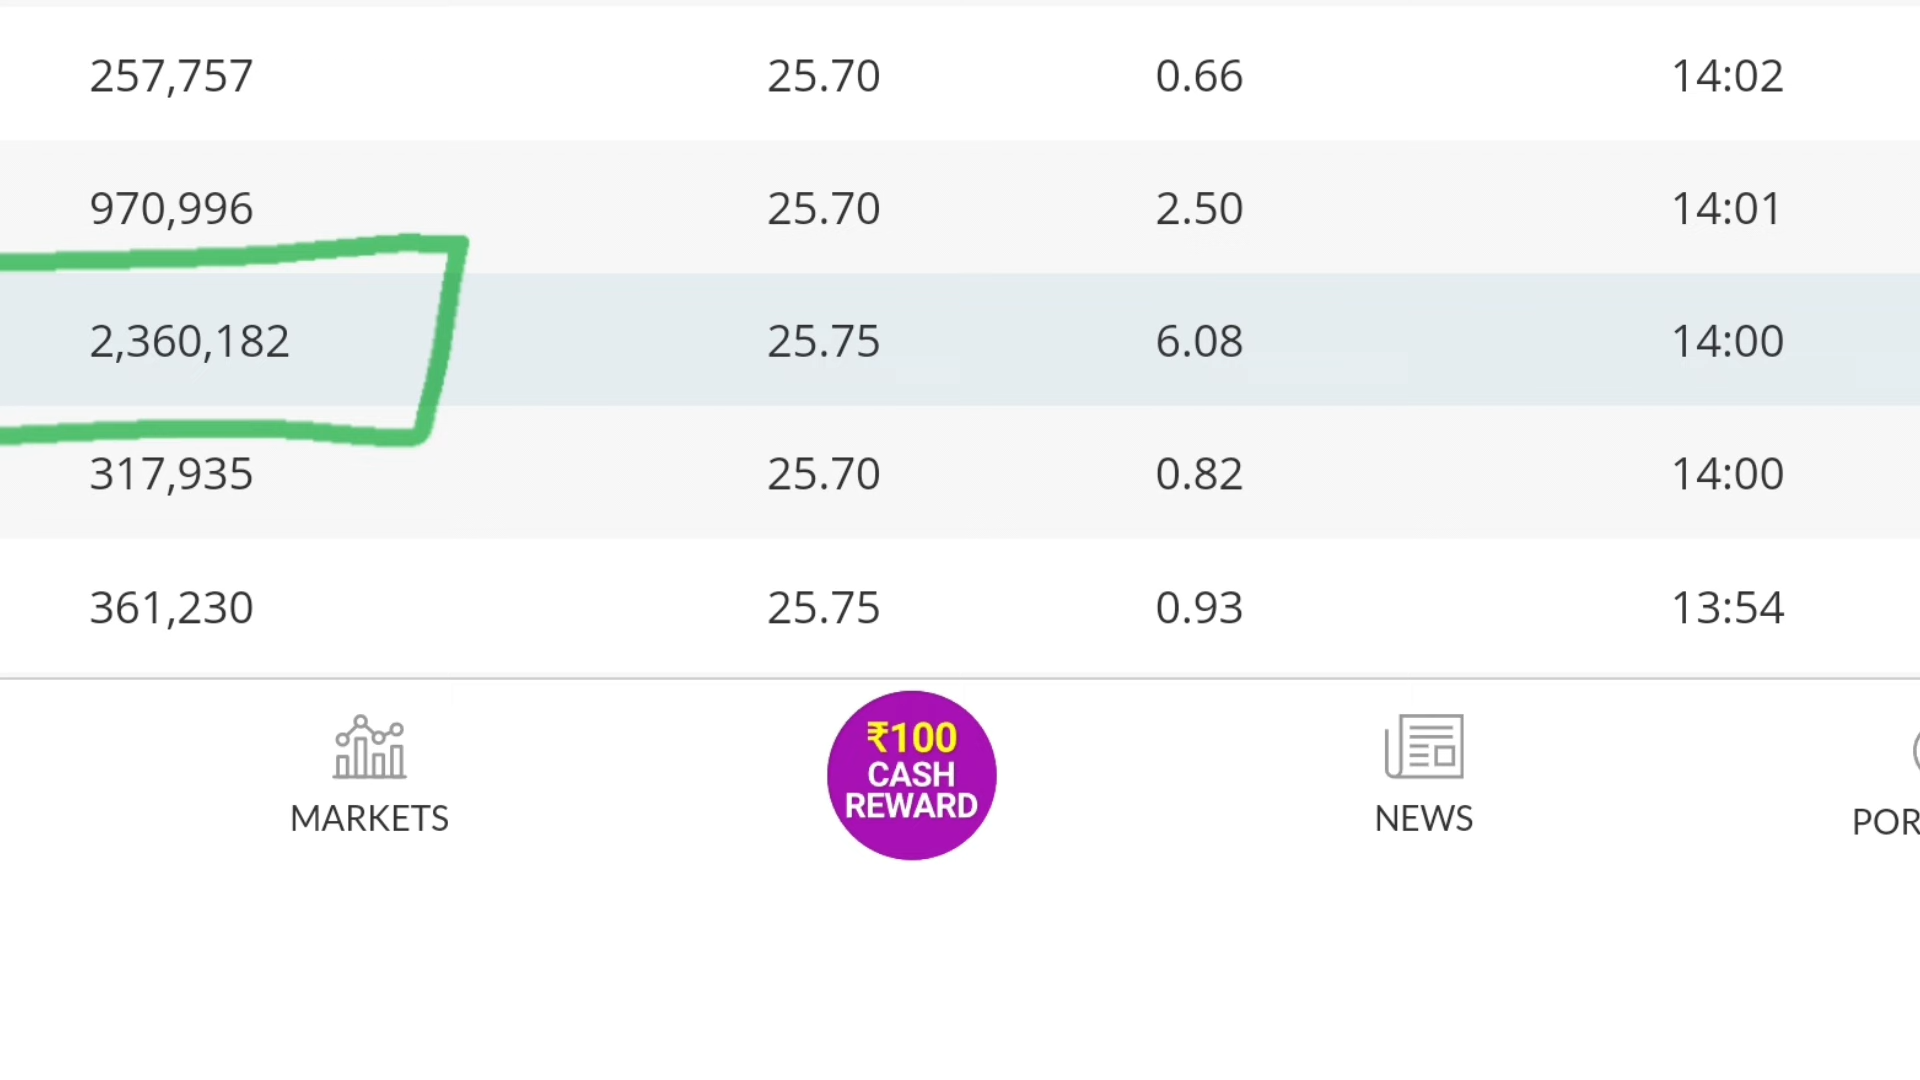 257,757 25.70 0.66 14:02
970,996 25.70 2.50 14:01
2,360,182 25.75 6.08 14:00
317,935 25.70 0.82 14:00
361,230 25.75 0.93 13:54
MARKETS
₹100
CASH
REWARD
NEWS
POR